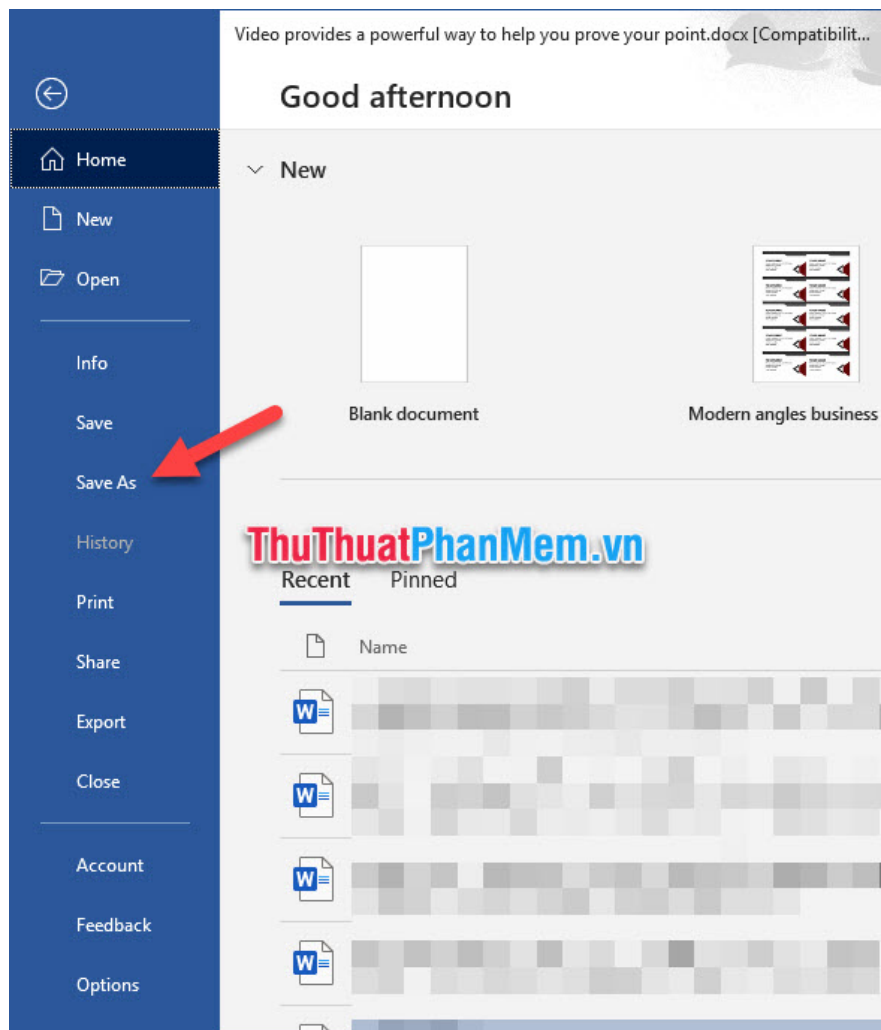 Video provides a powerful way to help you prove your point.docx [Compatibilit...
Good afternoon
Home
New
New
Open
Info
Save
Blank document
Modern angles business
Save As
History
ThuThuatPhanMem.vn
Recent Pinned
Print
Name
Share
Export
Close
Account
Feedback
Options